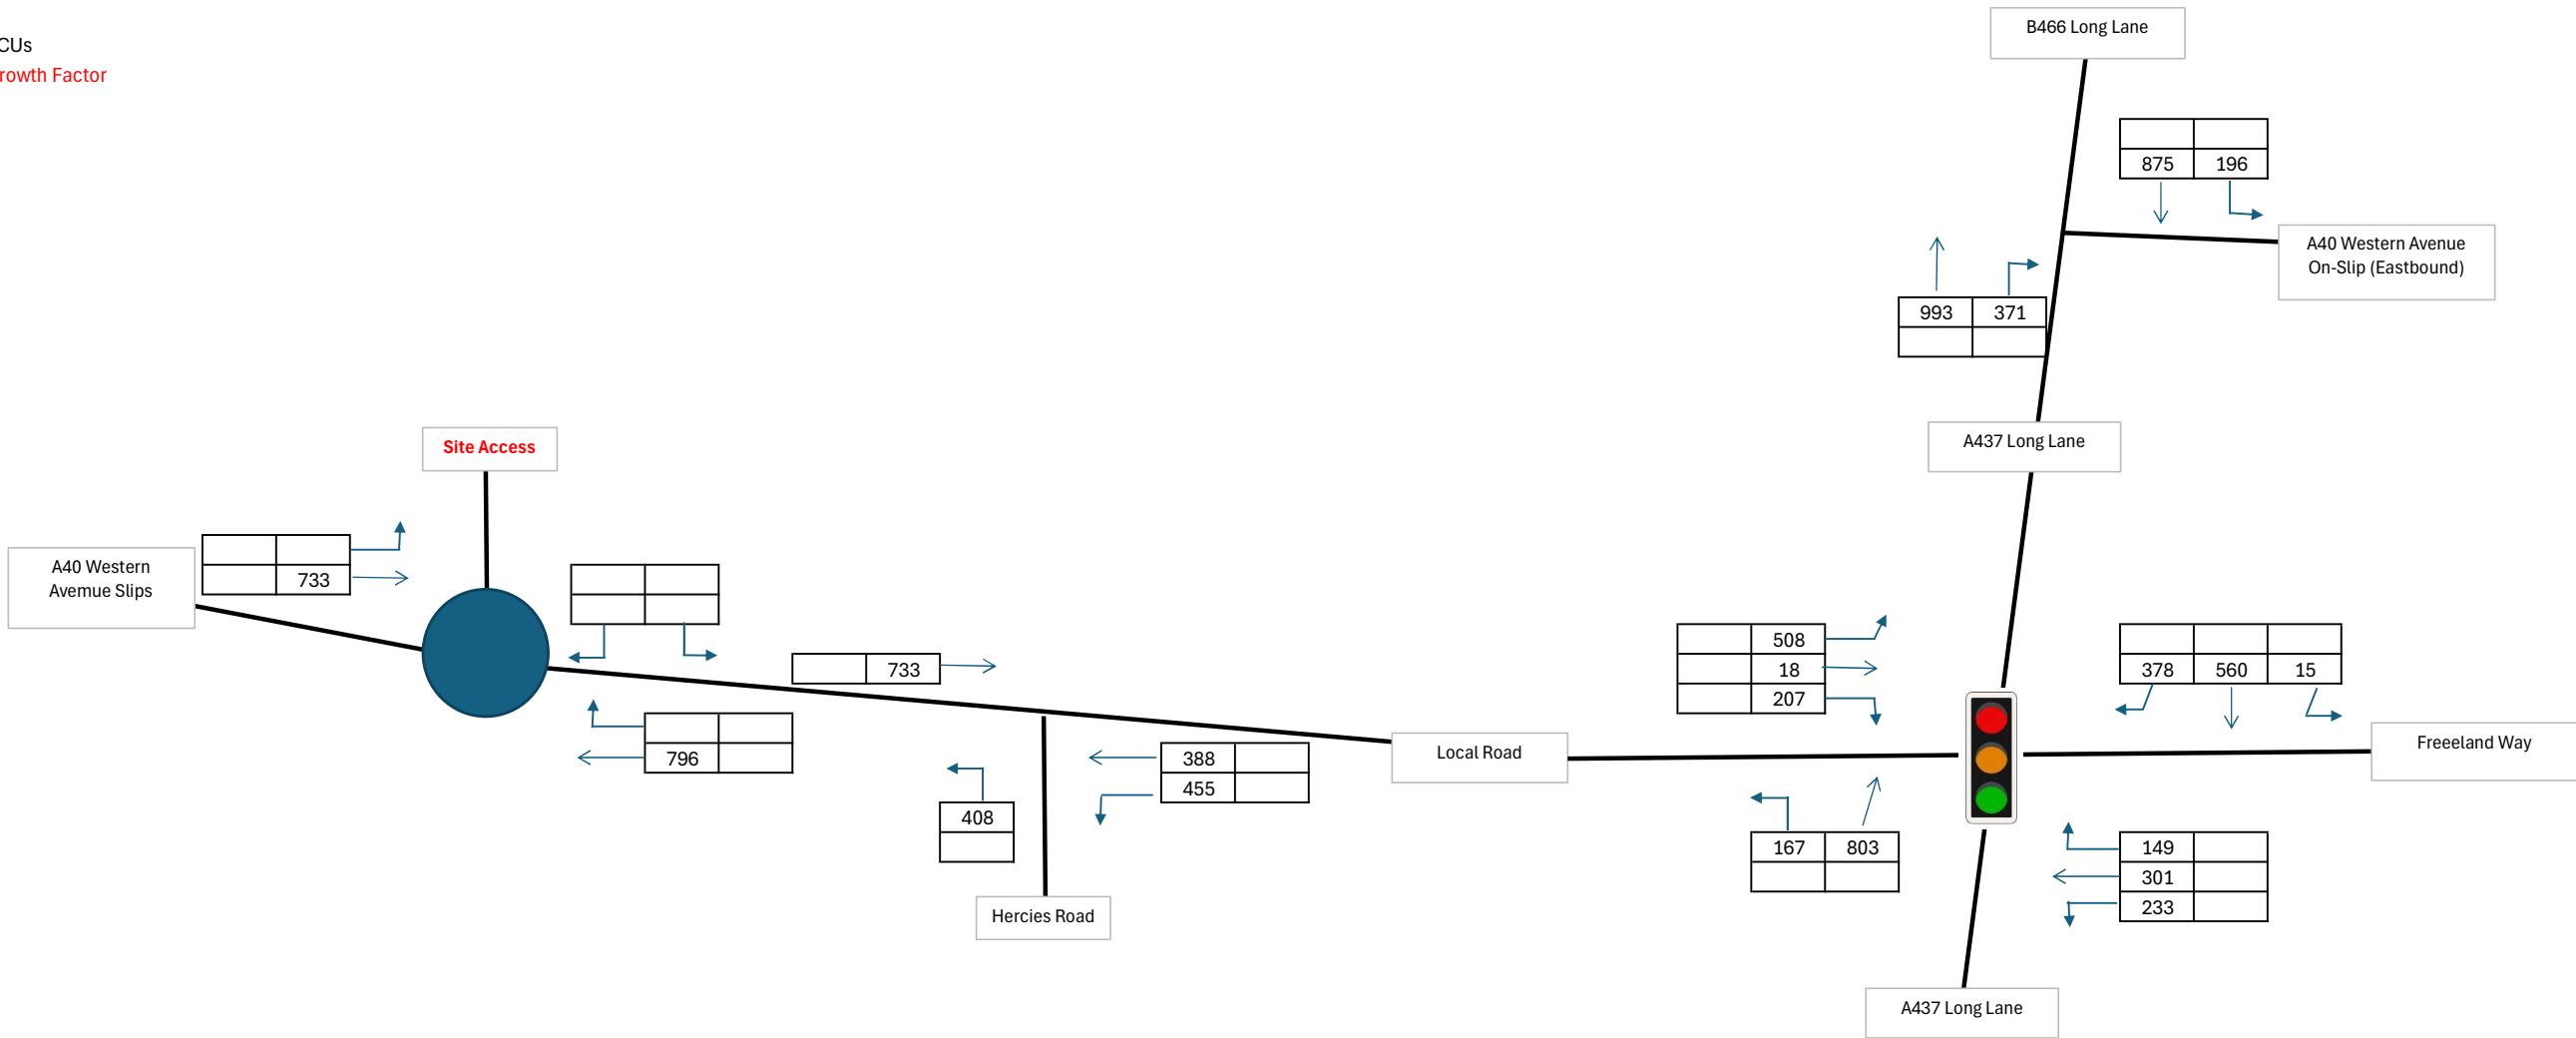 B466 Long Lane
CUs
rowth Factor
875 196
A40 Western Avenue
On-Slip (Eastbound)
993 371
A437 Long Lane
Site Access
A40 Western
Avemue Slips
733
733
796
408
388
455
Hercies Road
Local Road
508
18
207
378 560 15
Freeeland Way
167 803
149
301
233
A437 Long Lane